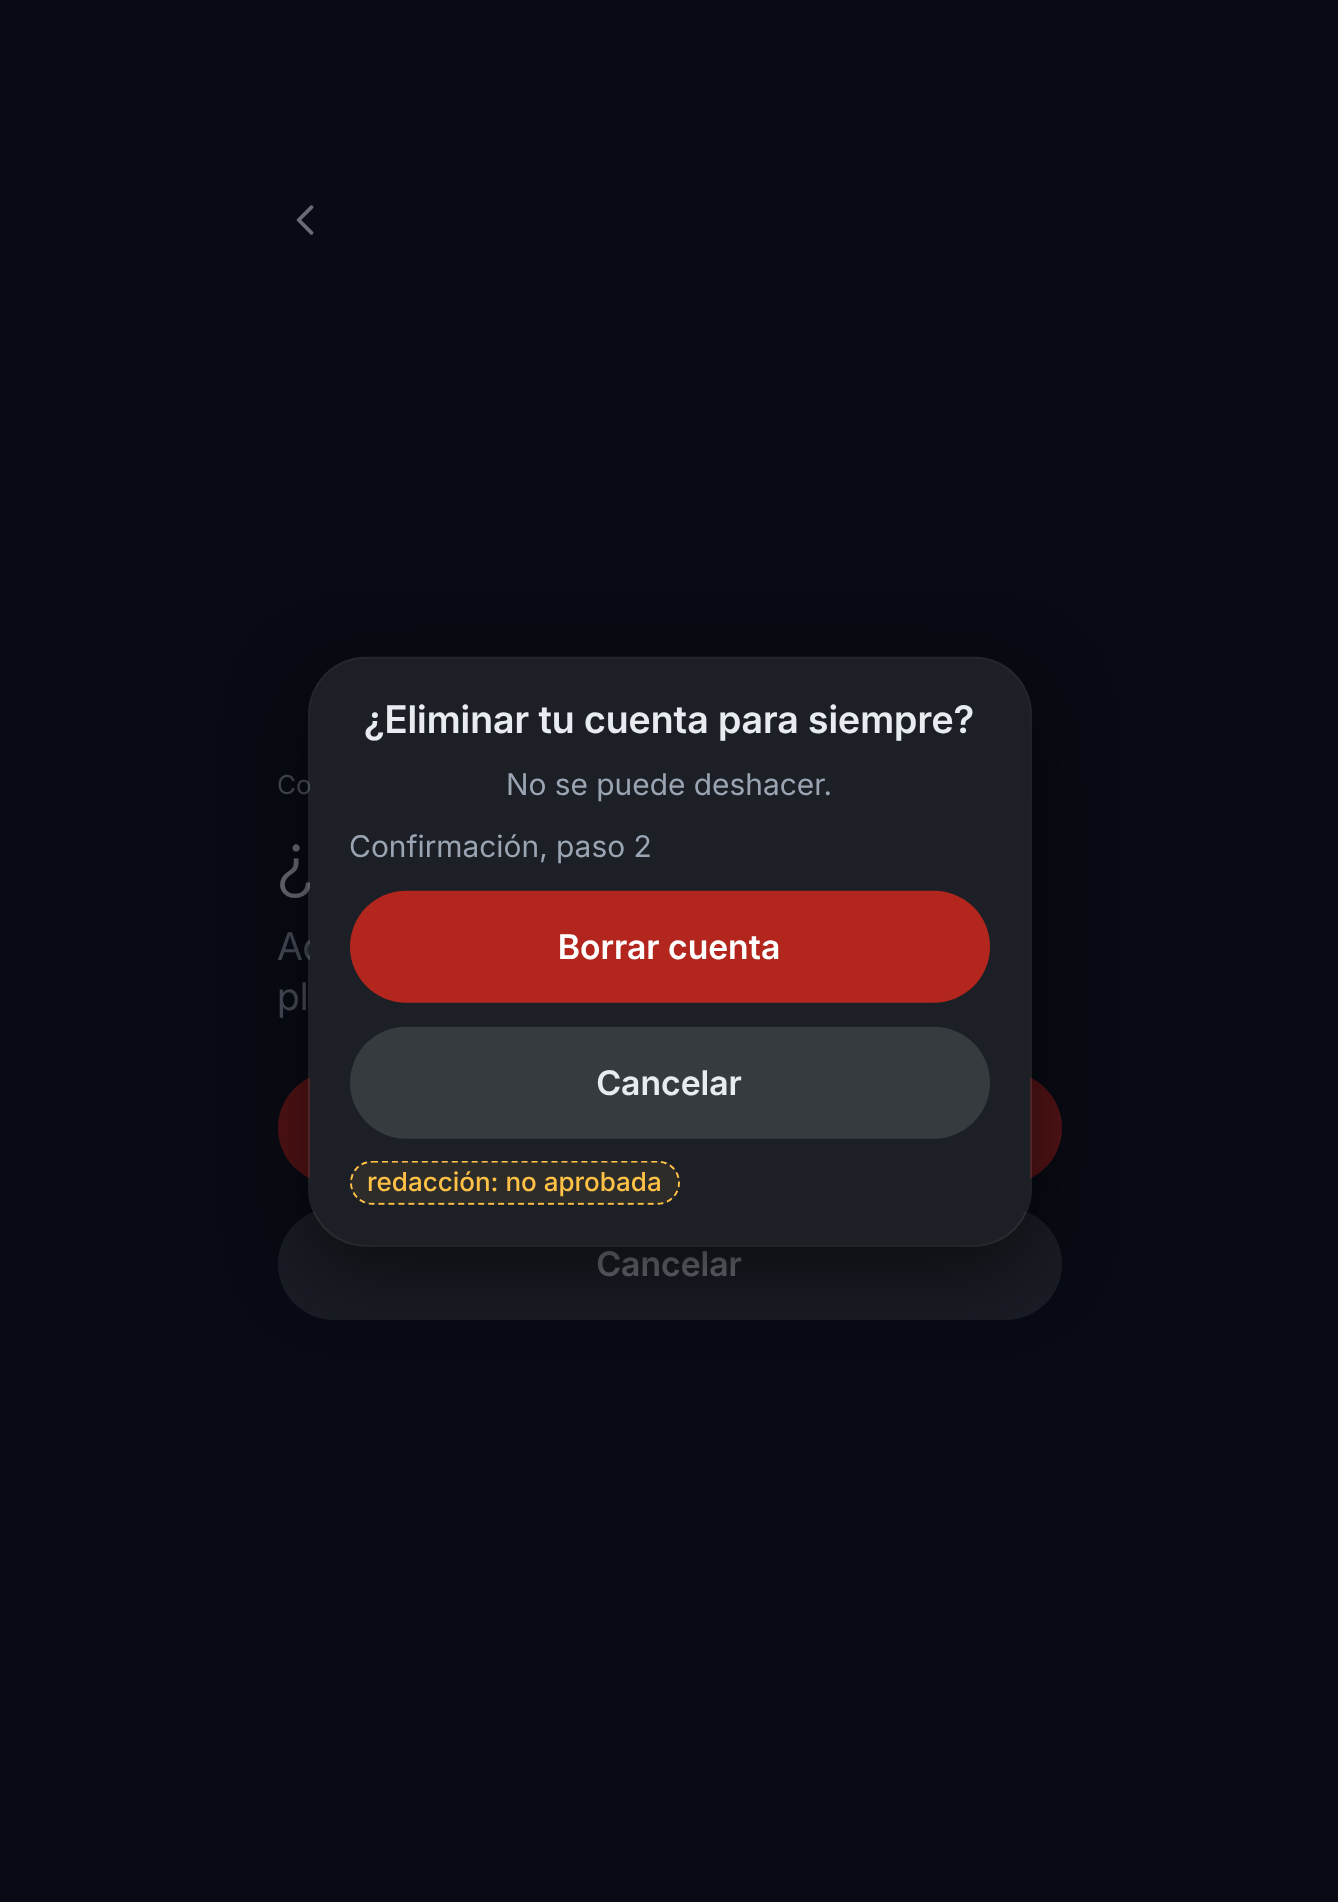 ¿Eliminar tu cuenta para siempre?
No se puede deshacer.
Confirmación, paso 2
Borrar cuenta
Cancelar
redacción: no aprobada
Cancelar